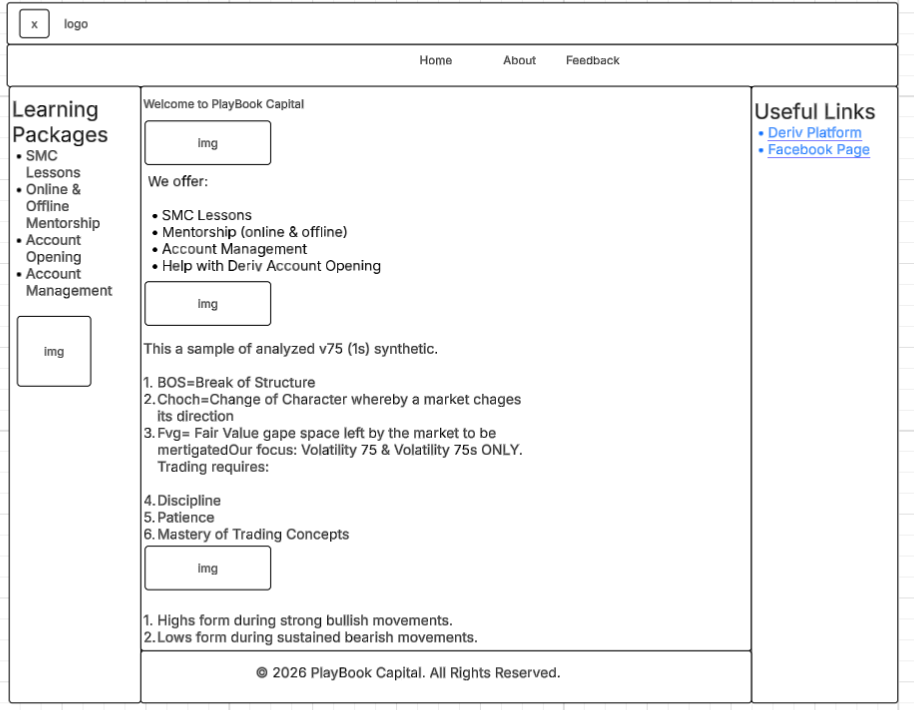 x logo
Home About Feedback
Learning
Packages
• SMC
Lessons
• Online &
Offline
Mentorship
• Account
Opening
• Account
Management
img
Welcome to PlayBook Capital
img
We offer:
• SMC Lessons
• Mentorship (online & offline)
• Account Management
• Help with Deriv Account Opening
img
This a sample of analyzed v75 (1s) synthetic.
1. BOS=Break of Structure
2. Choch=Change of Character whereby a market chages
its direction
3. Fvg= Fair Value gape space left by the market to be
mertigatedOur focus: Volatility 75 & Volatility 75s ONLY.
Trading requires:
4. Discipline
5. Patience
6. Mastery of Trading Concepts
img
1. Highs form during strong bullish movements.
2. Lows form during sustained bearish movements.
Useful Links
• Deriv Platform
• Facebook Page
© 2026 PlayBook Capital. All Rights Reserved.